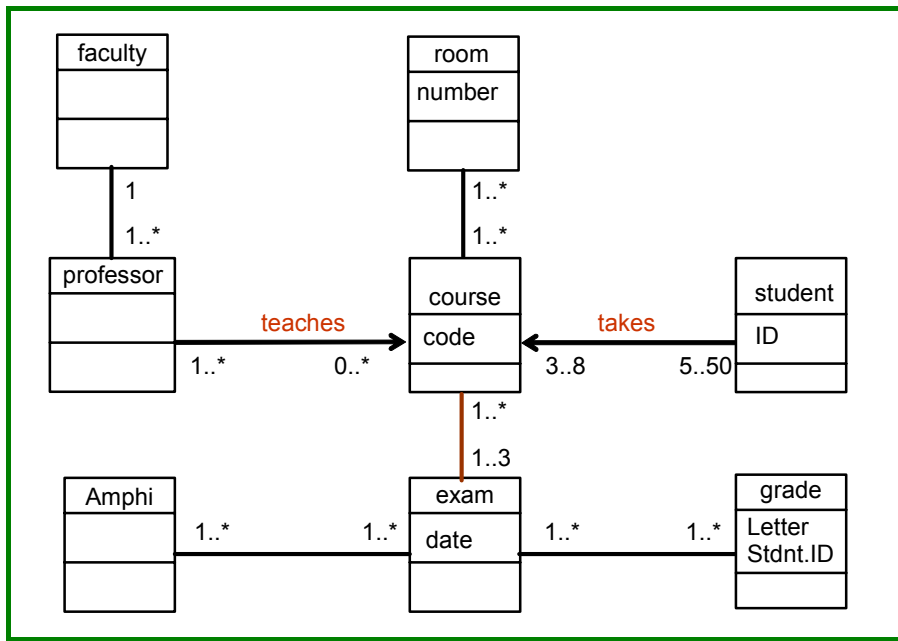 faculty
room
number
1
1..*
1..*
1..*
professor
course
code
student
ID
teaches
takes
1..*
0..*
3..8
5..50
1..*
1..3
Amphi
exam
date
grade
Letter
Stdnt.ID
1..*
1..*
1..*
1..*